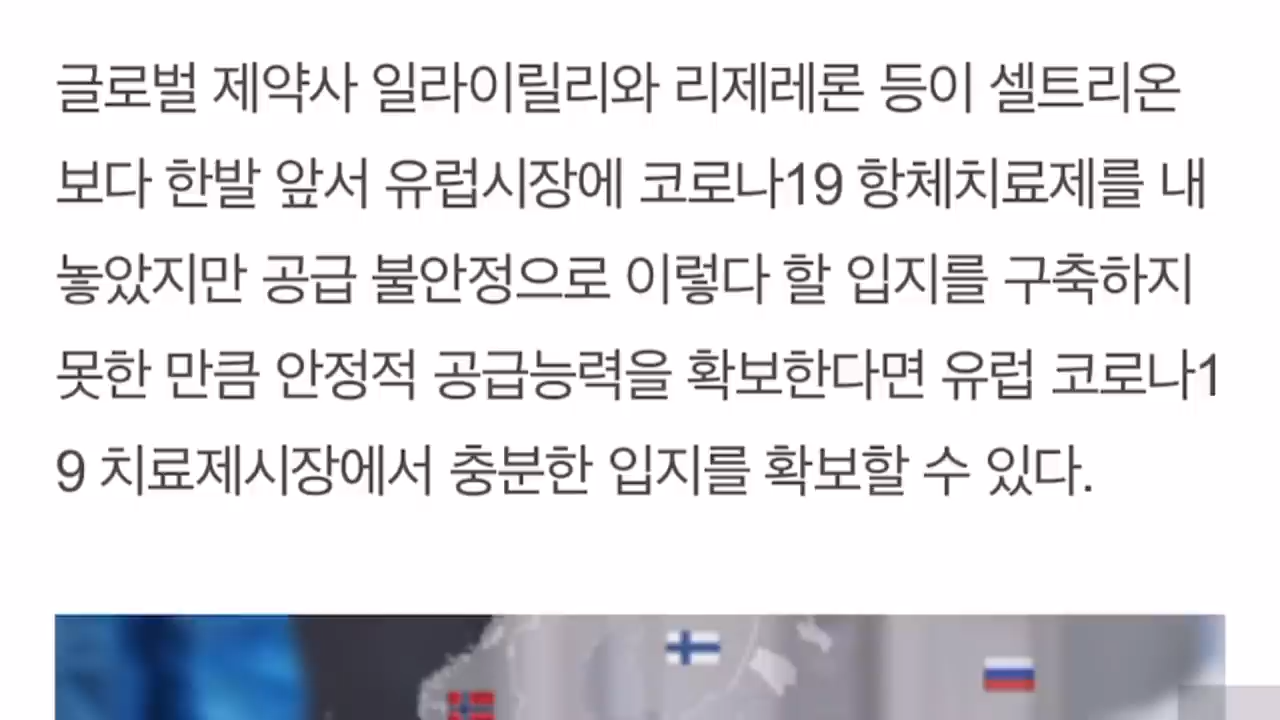 글로벌 제약사 일라이릴리와 리제레론 등이 셀트리온
보다 한발 앞서 유럽시장에 코로나19 항체치료제를 내
놓았지만 공급 불안정으로 이렇다 할 입지를 구축하지
못한 만큼 안정적 공급능력을 확보한다면 유럽 코로나1
9 치료제시장에서 충분한 입지를 확보할 수 있다.